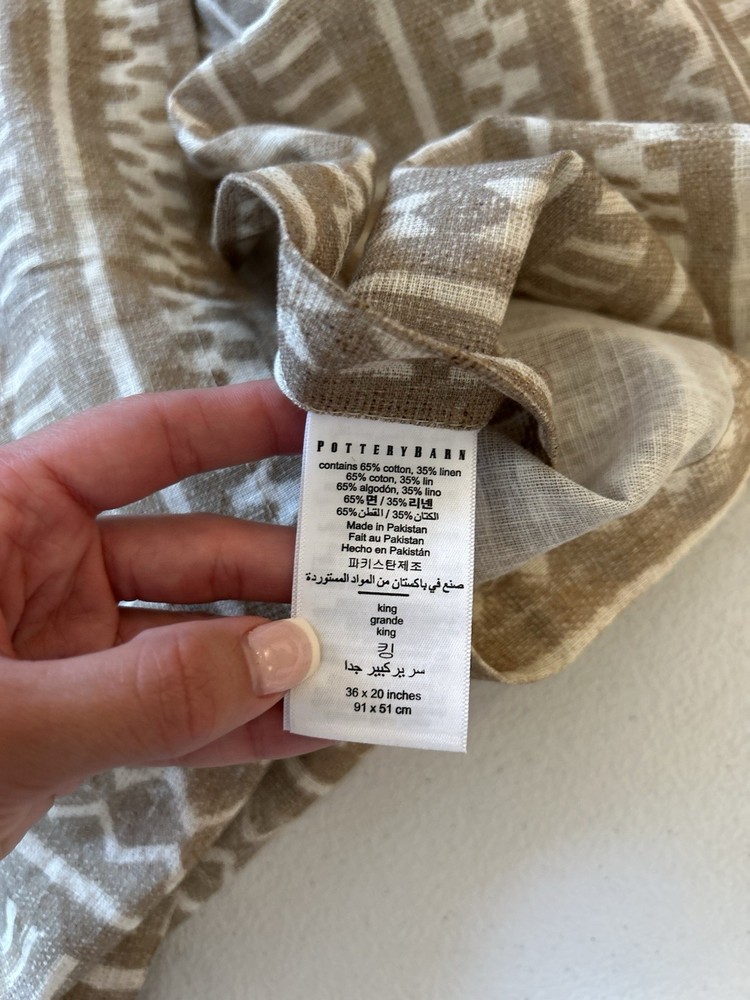 POTTERYBARN
contains 65% cotton, 35% linen
65% coton, 35% lin
65% algodón, 35% lino
65%면 / 35%리넨
65%القطن / 35%الكتان
Made in Pakistan
Fait au Pakistan
Hecho en Pakistán
파키스탄제조
صنع في باكستان من المواد المستوردة
king
grande
king
킹
سرير كبير جدا
36 x 20 inches
91 x 51 cm